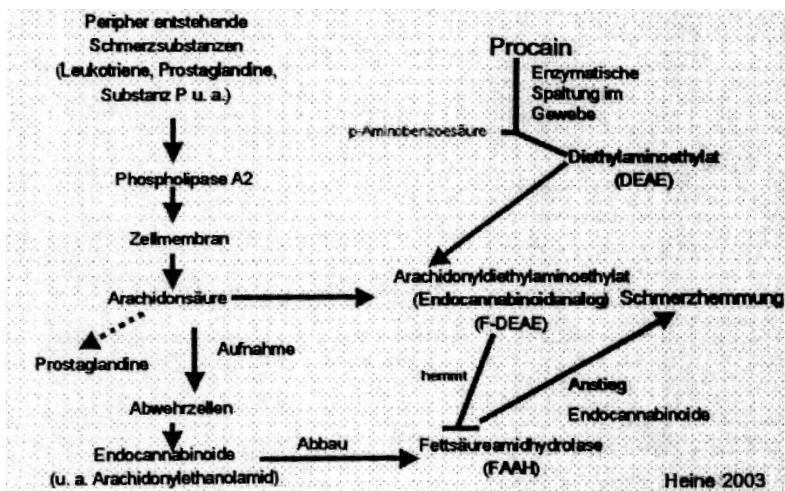 Peripher entstehende
Schmerzsubstanzen
(Leukotriene, Prostaglandine,
Substanz P u. a.)
Phospholipase A2
Zellmembran
Arachidonsäure
Prostaglandine
Aufnahme
Abwehrzellen
Endocannabinoide
(u. a. Arachidonylethanolamid)
Abbau
Procain
Enzymatische
Spaltung im
Gewebe
p-Aminobenzoesäure
Diethylaminoethylat
(DEAE)
Arachidonyldiethylaminoethylat
(Endocannabinoidanalog)
(F-DEAE)
Schmerzhemmung
hemmt
Anstieg
Endocannabinoide
Fettsäureamidhydrolase
(FAAH)
Heine 2003